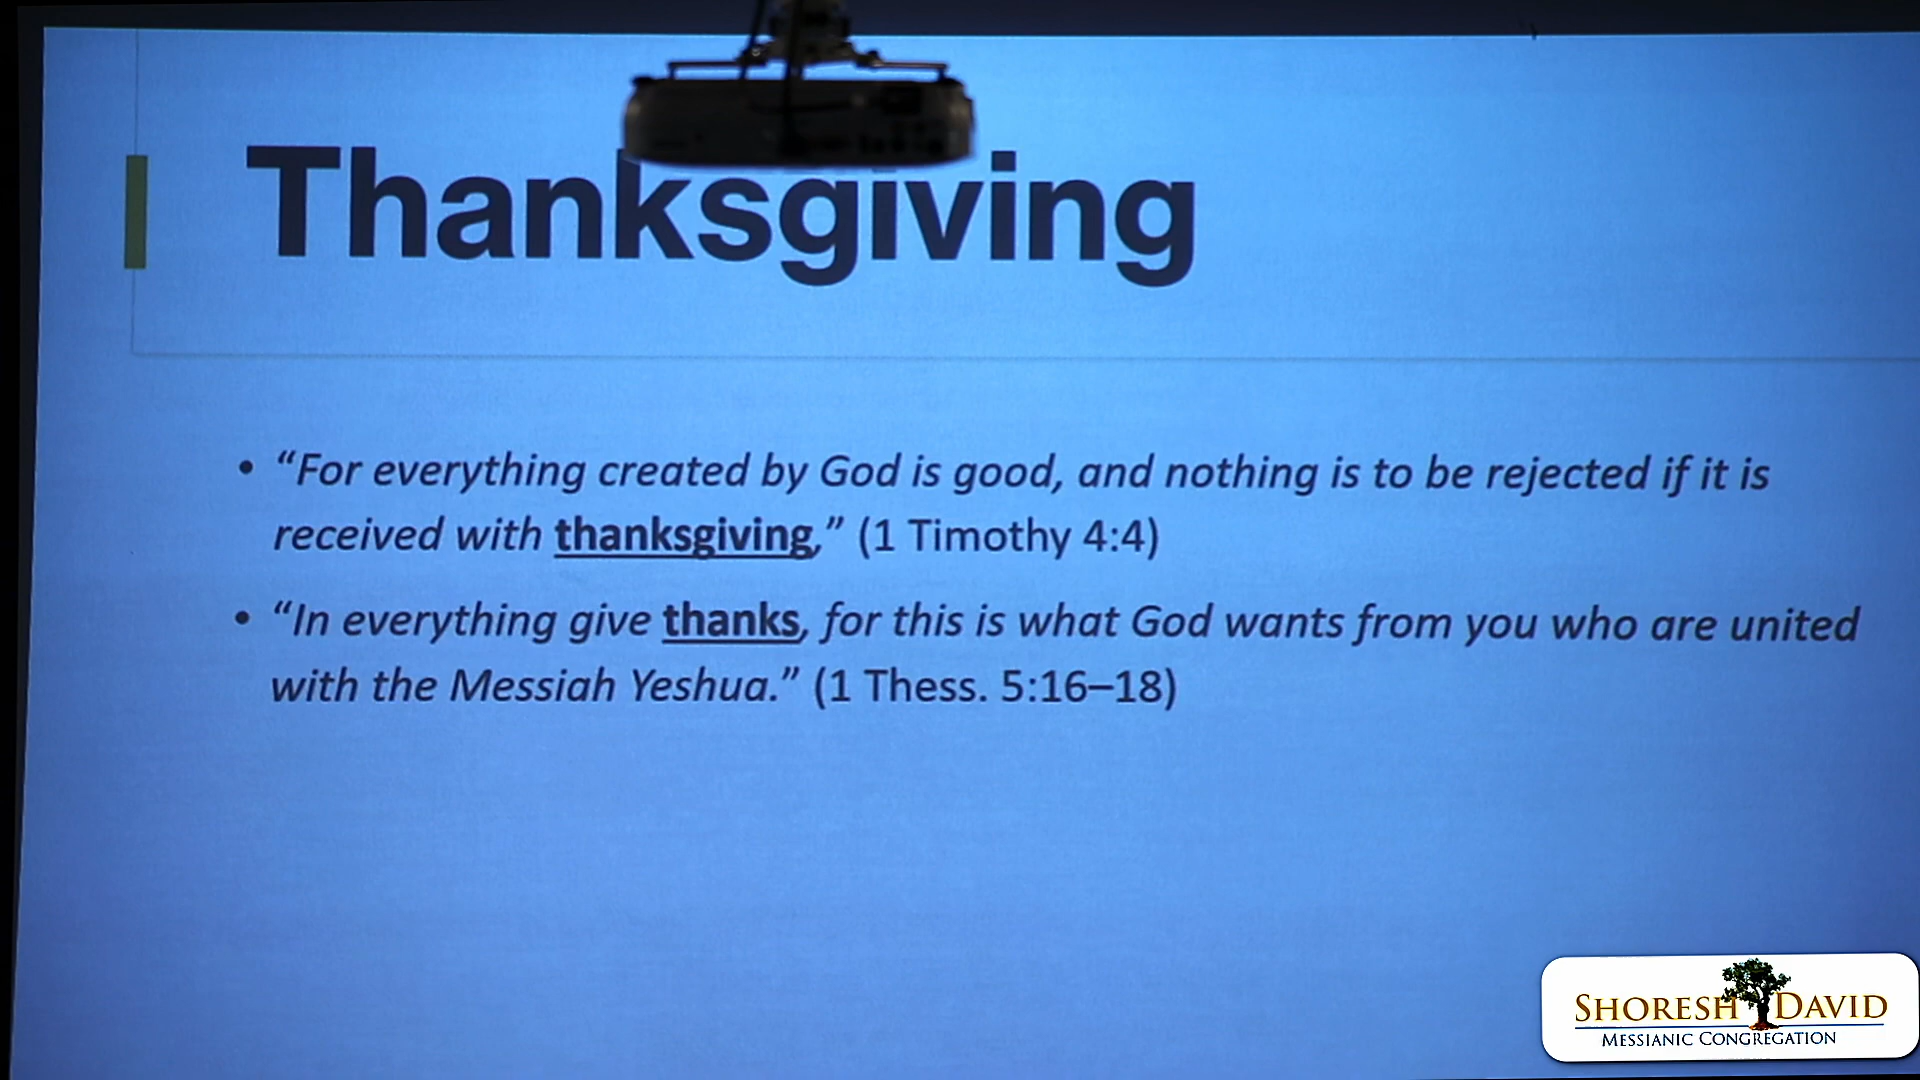 Thanksgiving
• “For everything created by God is good, and nothing is to be rejected if it is
received with thanksgiving,” (1 Timothy 4:4)
• “In everything give thanks, for this is what God wants from you who are united
with the Messiah Yeshua.” (1 Thess. 5:16–18)
SHORESH DAVID
MESSIANIC CONGREGATION